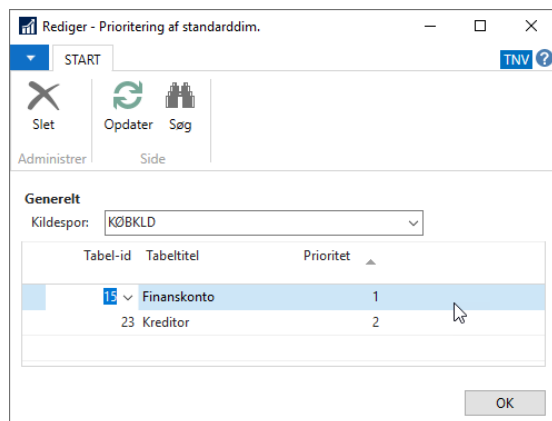 Rediger - Prioritering af standarddim.
START
TNV
?
Slet
Opdater
Søg
Administrer
Side
Generelt
Kildespor: KØBKLD
Tabel-id Tabeltitel Prioritet
15 Finanskonto 1
23 Kreditor 2
OK